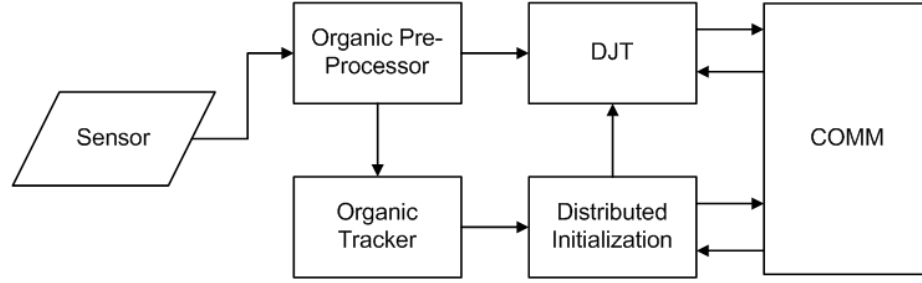 Organic Pre-
Processor
DJT
Sensor
COMM
Organic
Tracker
Distributed
Initialization